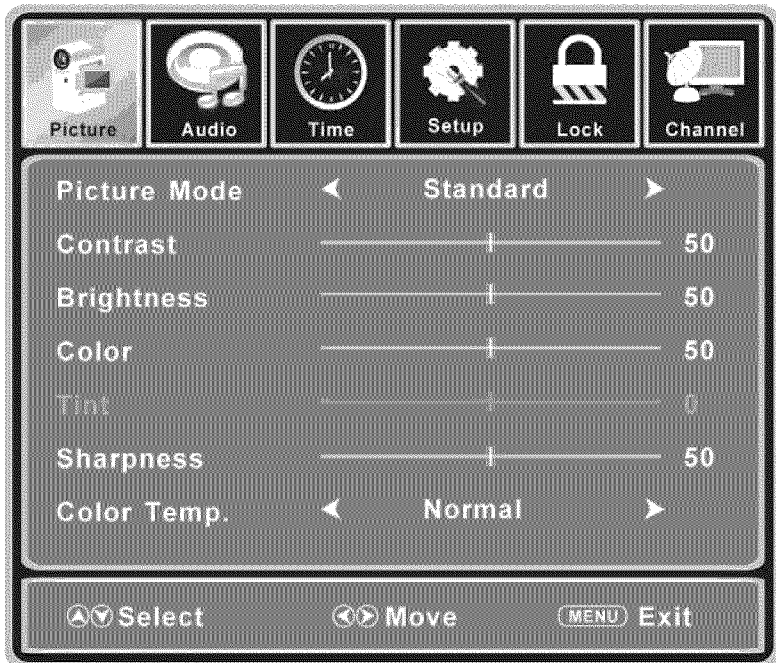 Picture Audio Time Setup Lock Channel
Picture Mode Standard
Contrast 50
Brightness 50
Color 50
Tint 0
Sharpness 50
Color Temp. Normal
Select Move MENU Exit